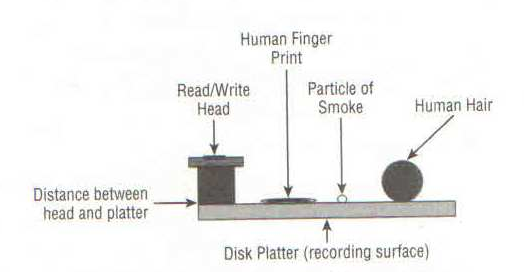 Human Finger
Print
Read/Write
Head
Particle of
Smoke
Human Hair
Distance between
head and platter
Disk Platter (recording surface)